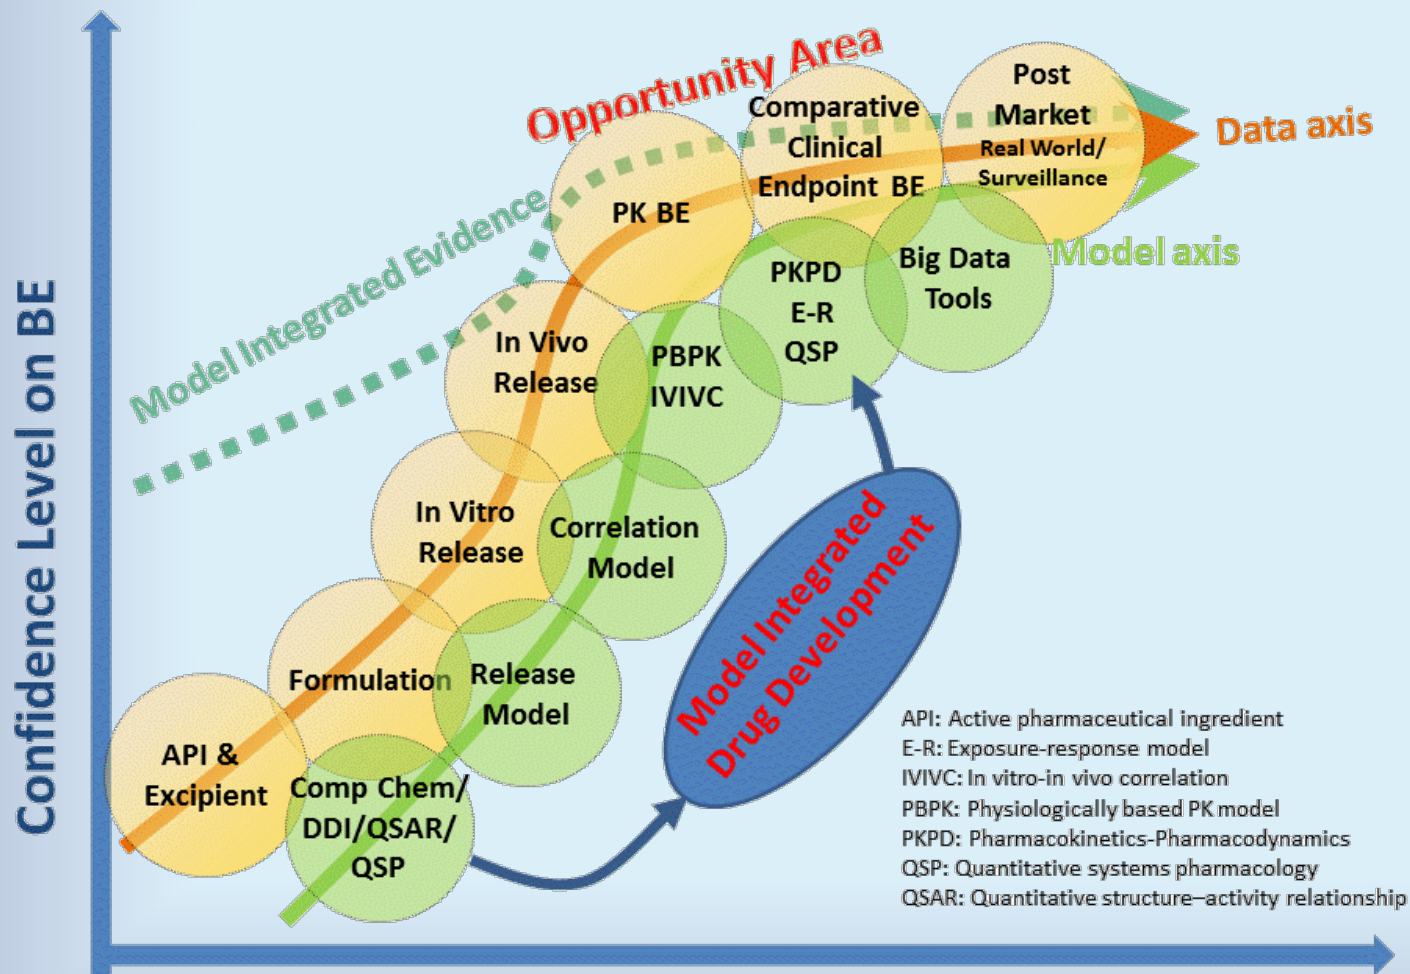 Confidence Level on BE
Opportunity Area
Model Integrated Evidence
Data axis
Model axis
Post
Market
Real World/
Surveillance
Comparative
Clinical
Endpoint BE
PK BE
In Vivo
Release
In Vitro
Release
Formulation
API &
Excipient
Big Data
Tools
PKPD
E-R
QSP
PBPK
IVIVC
Correlation
Model
Release
Model
Comp Chem/
DDI/QSAR/
QSP
Model Integrated
Drug Development
API: Active pharmaceutical ingredient
E-R: Exposure-response model
IVIVC: In vitro-in vivo correlation
PBPK: Physiologically based PK model
PKPD: Pharmacokinetics-Pharmacodynamics
QSP: Quantitative systems pharmacology
QSAR: Quantitative structure–activity relationship